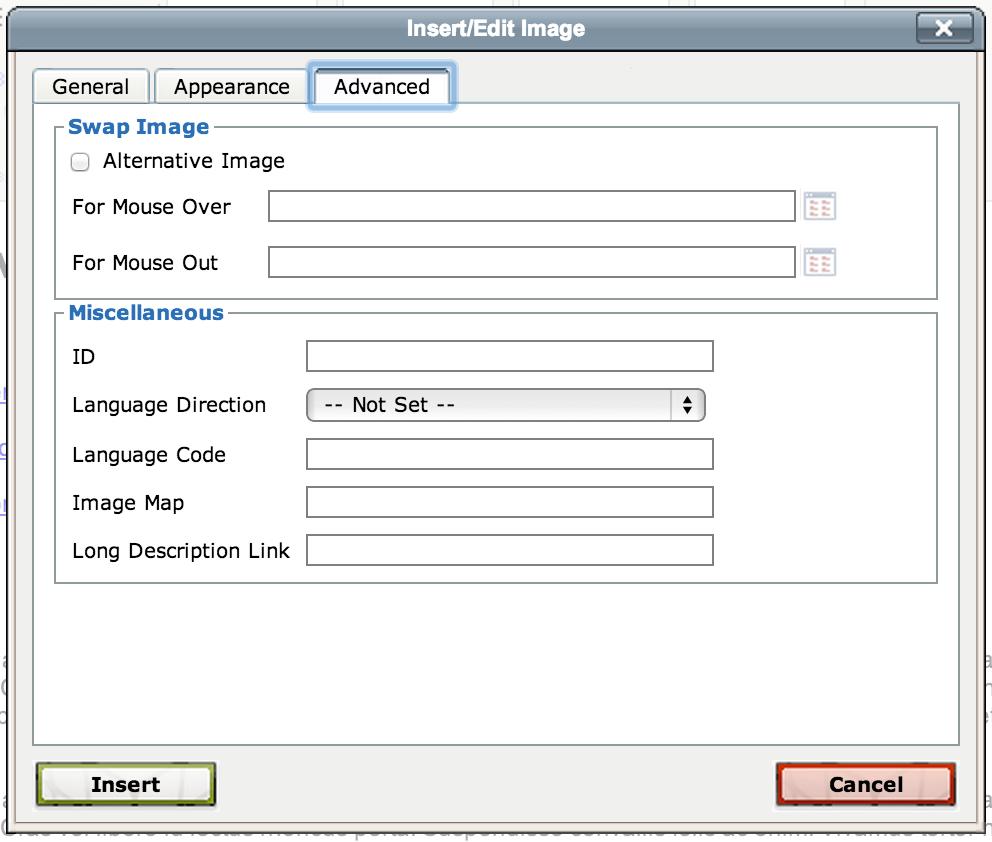 Insert/Edit Image
General Appearance Advanced
Swap Image
Alternative Image
For Mouse Over
For Mouse Out
Miscellaneous
ID
Language Direction -- Not Set --
Language Code
Image Map
Long Description Link
Insert Cancel